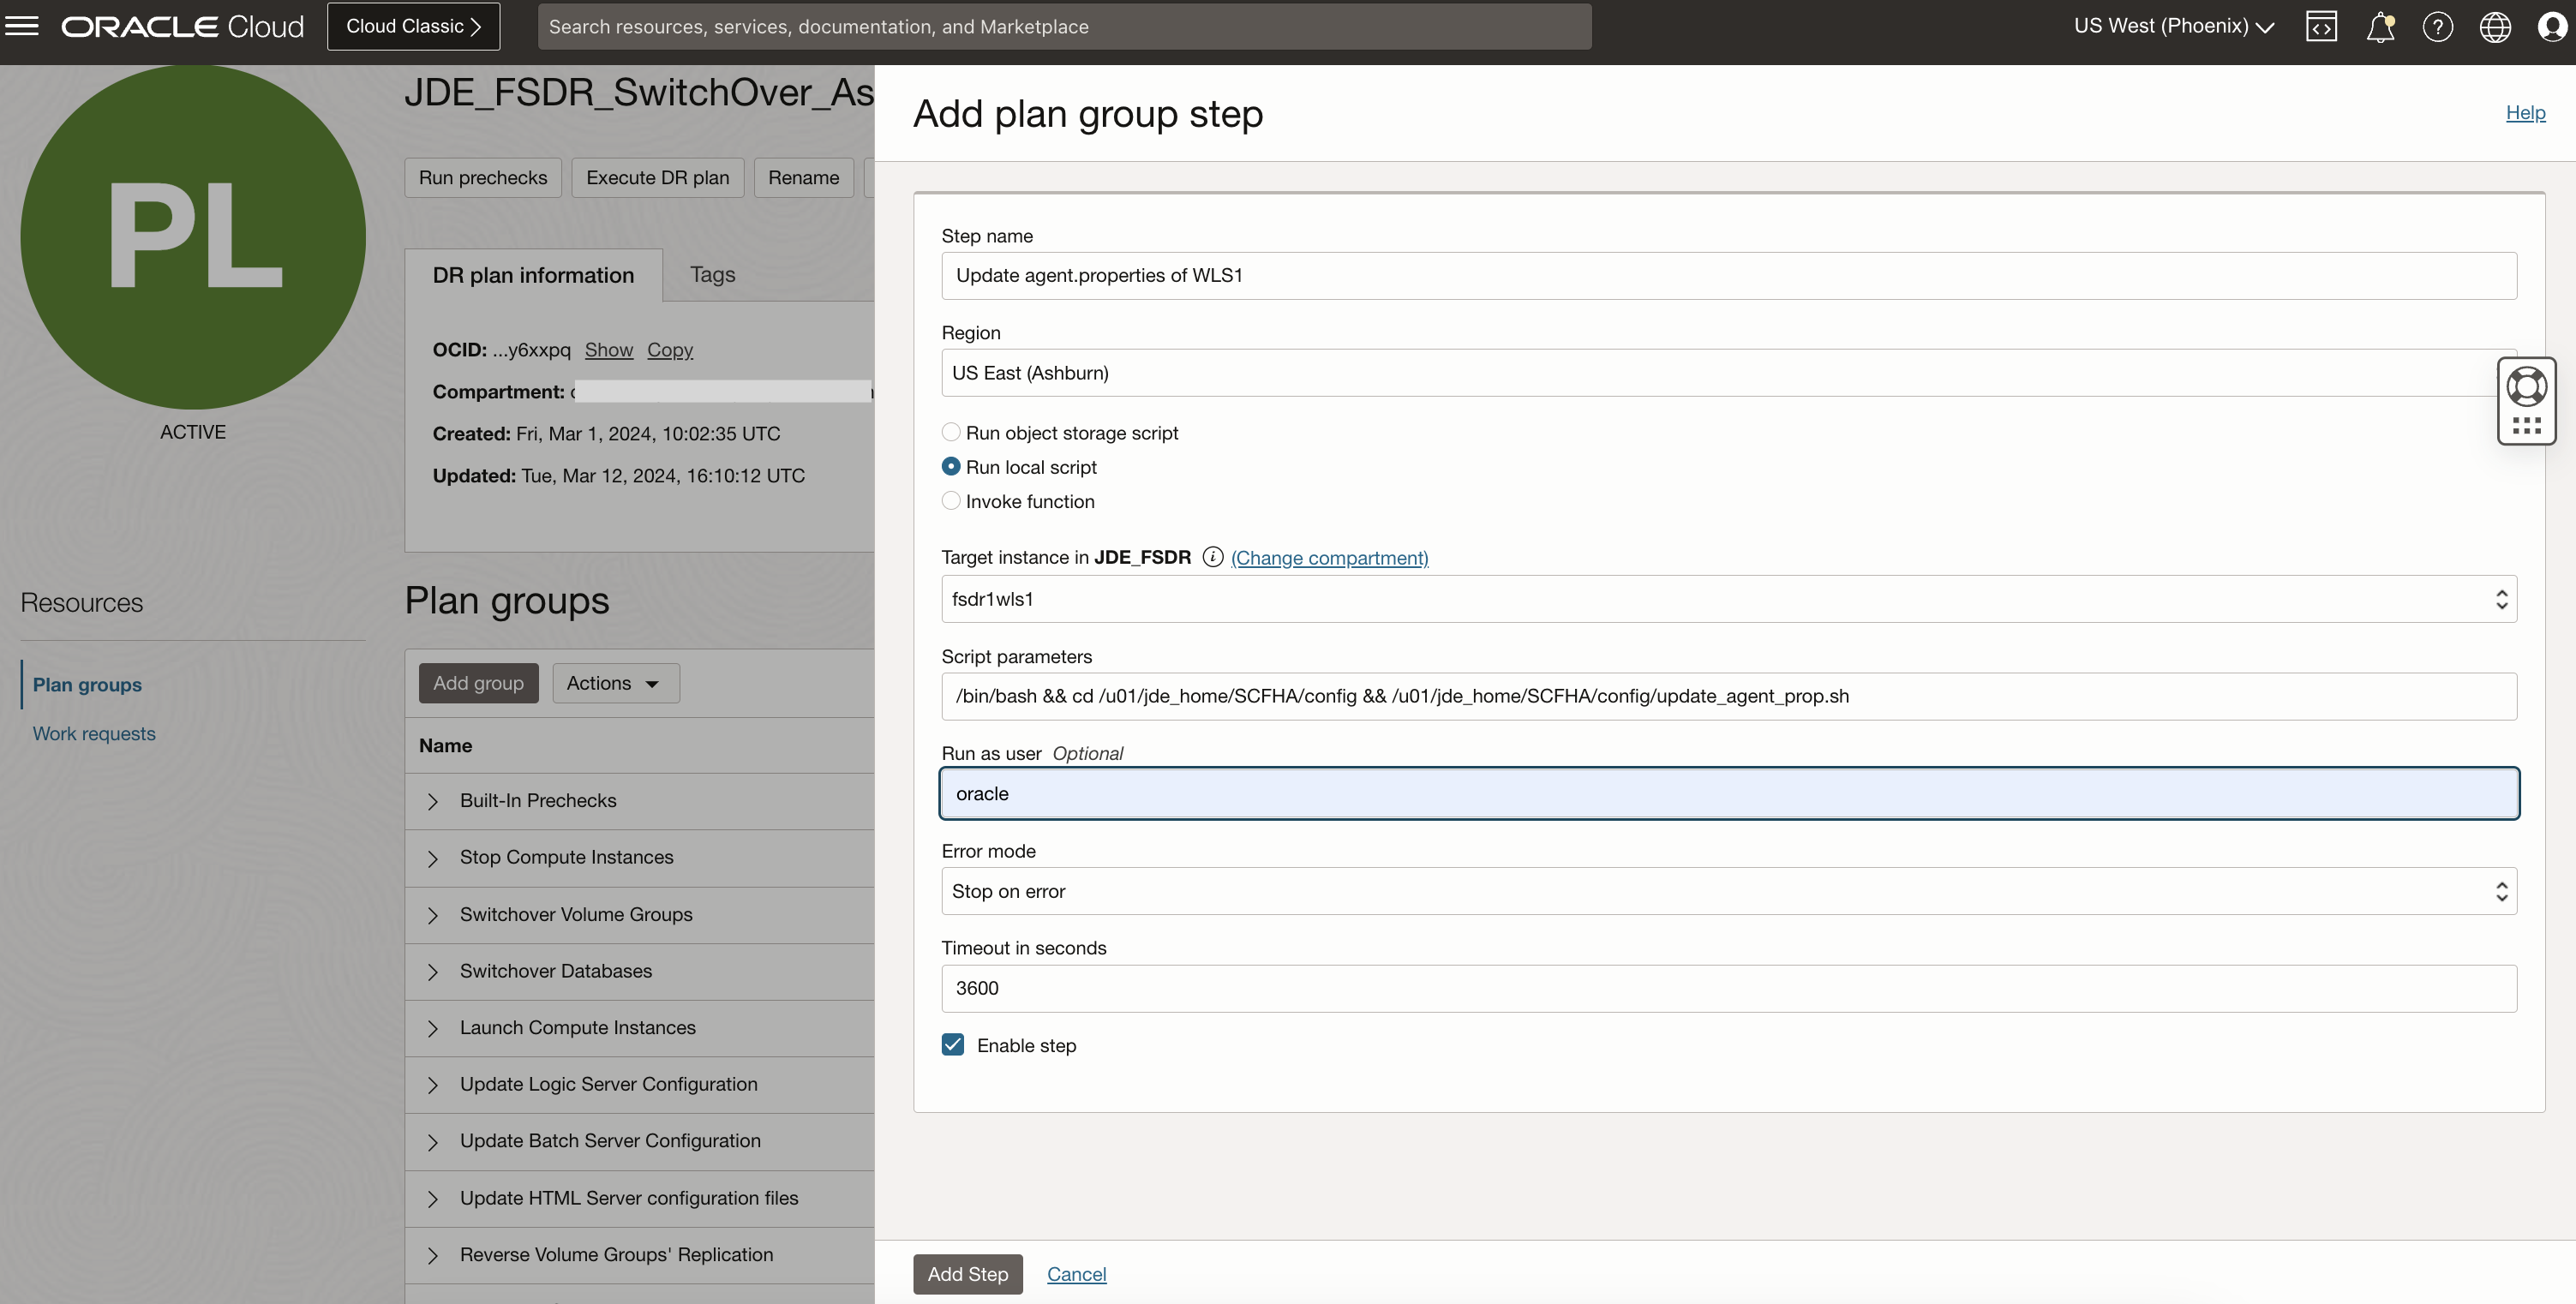 ORACLE Cloud
Cloud Classic
Search resources, services, documentation, and Marketplace
US West (Phoenix)
PL
ACTIVE
Resources
Plan groups
Work requests
JDE_FSDR_SwitchOver_As
Run prechecks
Execute DR plan
Rename
DR plan information
Tags
OCID: ...y6xxpq Show Copy
Compartment:
Created: Fri, Mar 1, 2024, 10:02:35 UTC
Updated: Tue, Mar 12, 2024, 16:10:12 UTC
Plan groups
Add group
Actions
Name
Built-In Prechecks
Stop Compute Instances
Switchover Volume Groups
Switchover Databases
Launch Compute Instances
Update Logic Server Configuration
Update Batch Server Configuration
Update HTML Server configuration files
Reverse Volume Groups' Replication
Add plan group step
Help
Step name
Update agent.properties of WLS1
Region
US East (Ashburn)
Run object storage script
Run local script
Invoke function
Target instance in JDE_FSDR (Change compartment)
fsdr1wls1
Script parameters
/bin/bash && cd /u01/jde_home/SCFHA/config && /u01/jde_home/SCFHA/config/update_agent_prop.sh
Run as user Optional
oracle
Error mode
Stop on error
Timeout in seconds
3600
Enable step
Add Step
Cancel